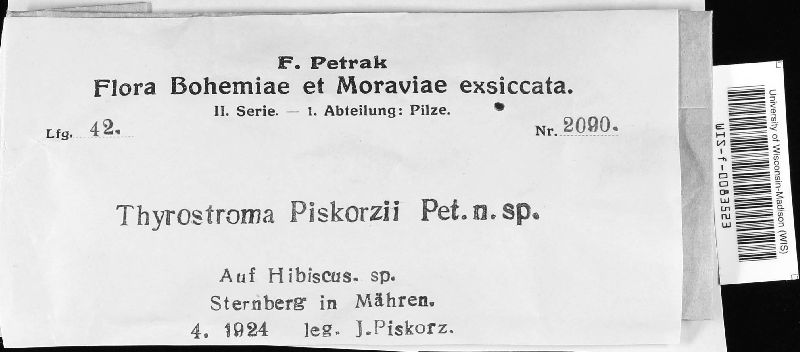 F. Petrak
Flora Bohemiae et Moraviae exsiccata.
II. Serie. — 1. Abteilung: Pilze.
Lfg. 42.
Nr. 2090.
Thyrostroma Piskorzii Pet. n. sp.
Auf Hibiscus. sp.
Sternberg in Mähren.
4. 1924 leg. J.Piskorz.
University of Wisconsin-Madison (WIS)
WIS-f-0083523